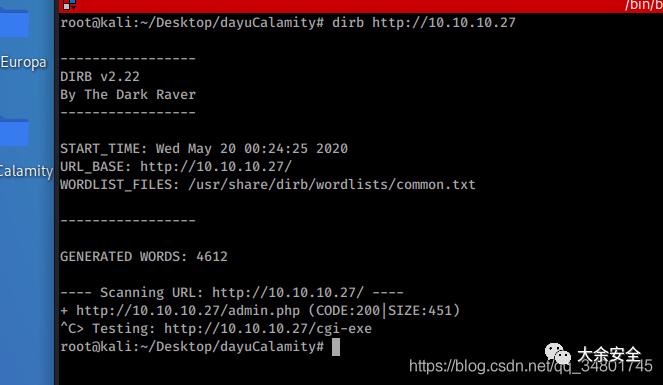 /bin/b
root@kali:~/Desktop/dayuCalamity# dirb http://10.10.10.27
-----------------
DIRB v2.22
By The Dark Raver
-----------------
START_TIME: Wed May 20 00:24:25 2020
URL_BASE: http://10.10.10.27/
WORDLIST_FILES: /usr/share/dirb/wordlists/common.txt
-----------------
GENERATED WORDS: 4612
---- Scanning URL: http://10.10.10.27/ ----
+ http://10.10.10.27/admin.php (CODE:200|SIZE:451)
^C> Testing: http://10.10.10.27/cgi-exe
root@kali:~/Desktop/dayuCalamity#
Europa
Calamity
大余安全
https://blog.csdn.net/qq_34801745